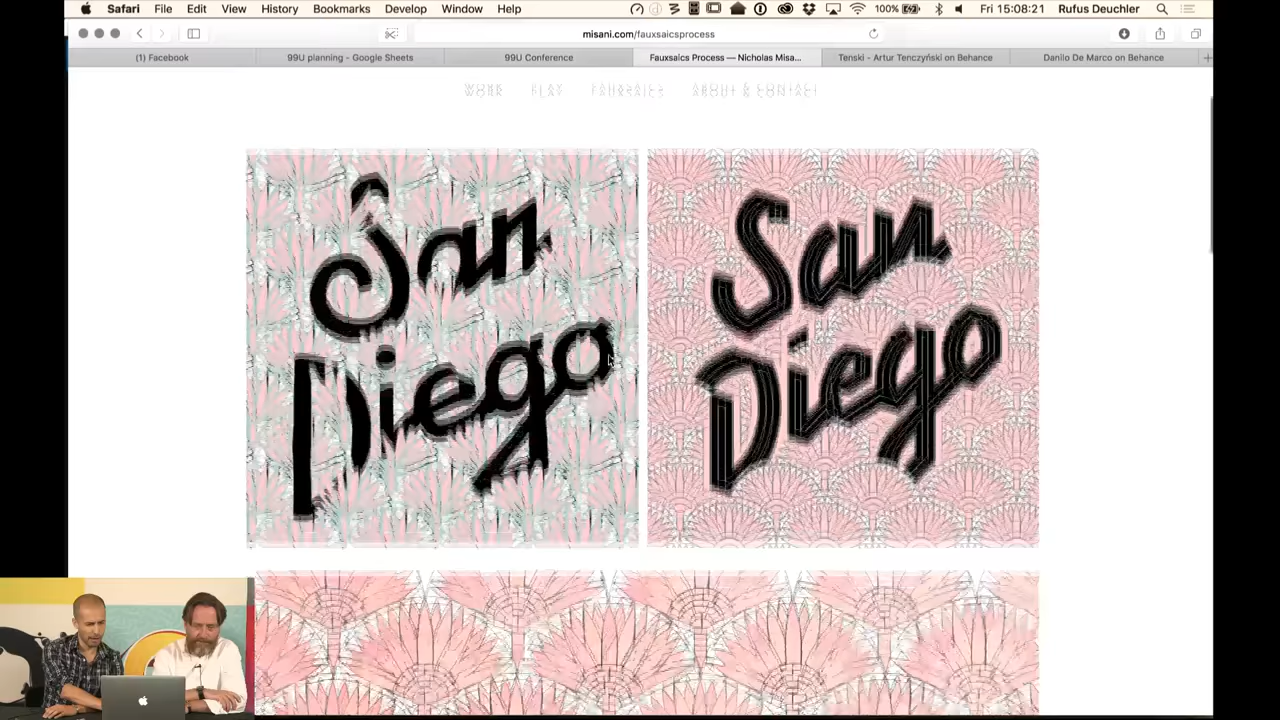 Safari File Edit View History Bookmarks Develop Window Help 100% Fri 15:08:21 Rufus Deuchler
misani.com/fauxsaicsprocess
(1) Facebook 99U planning - Google Sheets 99U Conference Fauxsaics Process — Nicholas Misa... Tenski - Artur Tenczyński on Behance Danilo De Marco on Behance
WORK PLAY FAUXSAICS ABOUT & CONTACT
San
Diego
San
Diego